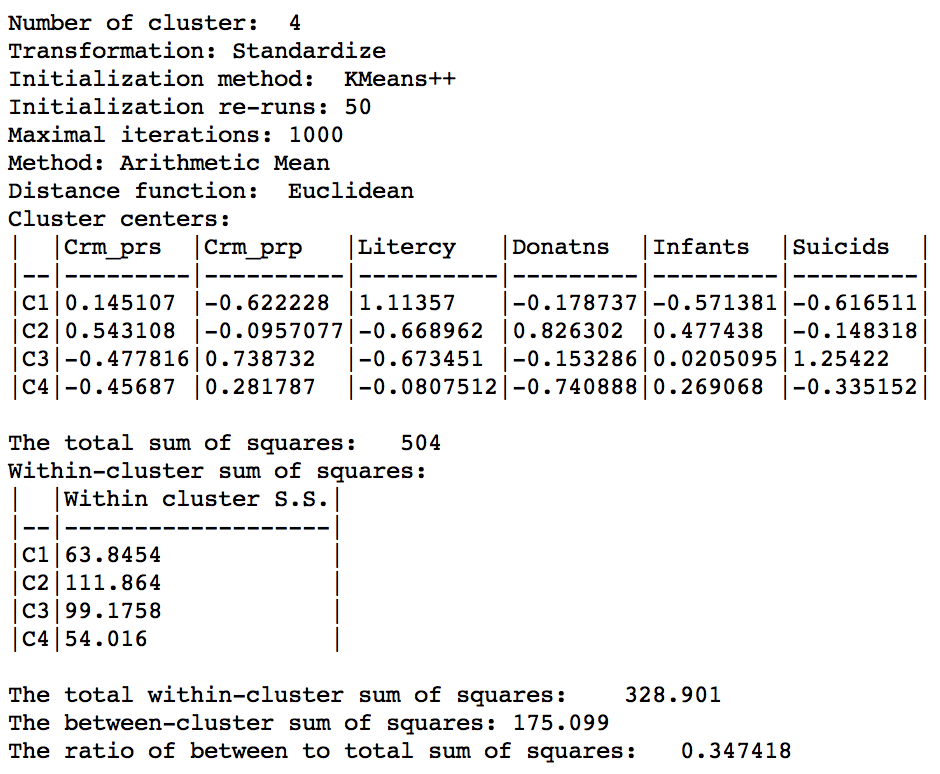 Number of cluster:  4
Transformation: Standardize
Initialization method:  KMeans++
Initialization re-runs: 50
Maximal iterations: 1000
Method: Arithmetic Mean
Distance function:  Euclidean
Cluster centers:
|  |Crm_prs  |Crm_prp   |Litercy   |Donatns  |Infants  |Suicids  |
|--|---------|----------|----------|---------|---------|---------|
|C1|0.145107 |-0.622228 |1.11357   |-0.178737|-0.571381|-0.616511|
|C2|0.543108 |-0.0957077|-0.668962 |0.826302 |0.477438 |-0.148318|
|C3|-0.477816|0.738732  |-0.673451 |-0.153286|0.0205095|1.25422  |
|C4|-0.45687 |0.281787  |-0.0807512|-0.740888|0.269068 |-0.335152|
The total sum of squares:   504
Within-cluster sum of squares:
|  |Within cluster S.S.|
|--|-------------------|
|C1|63.8454            |
|C2|111.864            |
|C3|99.1758            |
|C4|54.016             |
The total within-cluster sum of squares:    328.901
The between-cluster sum of squares: 175.099
The ratio of between to total sum of squares:   0.347418